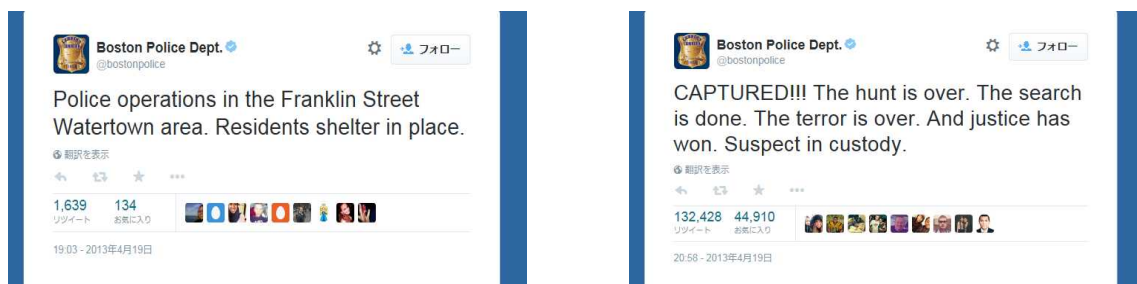 Boston Police Dept.
@bostonpolice
フォロー
Police operations in the Franklin Street
Watertown area. Residents shelter in place.
翻訳を表示
1,639 134
リツイート お気に入り
19:03 - 2013年4月19日
Boston Police Dept.
@bostonpolice
フォロー
CAPTURED!!! The hunt is over. The search
is done. The terror is over. And justice has
won. Suspect in custody.
翻訳を表示
132,428 44,910
リツイート お気に入り
20:58 - 2013年4月19日